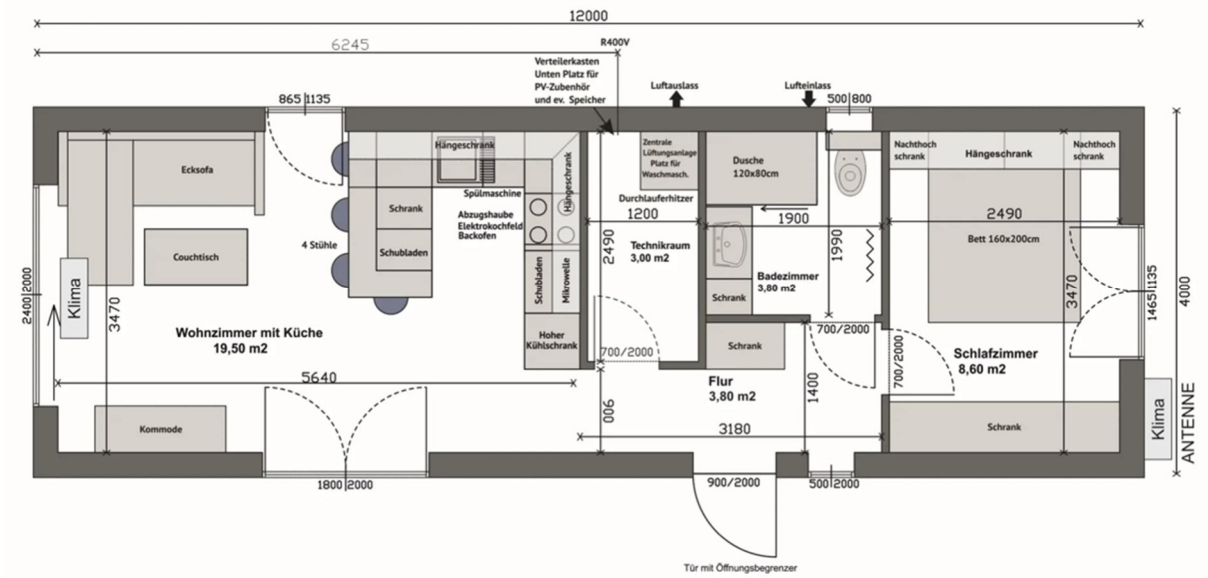 12000
6245
R400V
Verteilerkasten
Unten Platz für
PV-Zubenhör
und ev. Speicher
Luftauslass
Lufteinlass
865|1135
500|800
Ecksofa
Hängeschrank
Hängeschrank
Zentrale
Lüftungsanlage
Platz für
Waschmasch.
Dusche
120x80cm
Nachthoch
schrank
Hängeschrank
Nachthoch
schrank
Spülmaschine
Durchlauferhitzer
Schrank
Abzugshaube
Elektrokochfeld
Backofen
1200
1900
2490
4 Stühle
Couchtisch
Schubladen
2490
Technikraum
3,00 m2
1990
Bett 160x200cm
Badezimmer
3,80 m2
2400|2000
Klima
3470
Schubladen
Mikrowelle
Schrank
3470
1465|1135
4000
Wohnzimmer mit Küche
19,50 m2
Hoher
Kühlschrank
700/2000
Schrank
700/2000
700/2000
Schlafzimmer
8,60 m2
5640
Flur
3,80 m2
1400
900
Klima
ANTENNE
Kommode
3180
Schrank
1800|2000
900/2000
500|2000
Tür mit Öffnungsbegrenzer